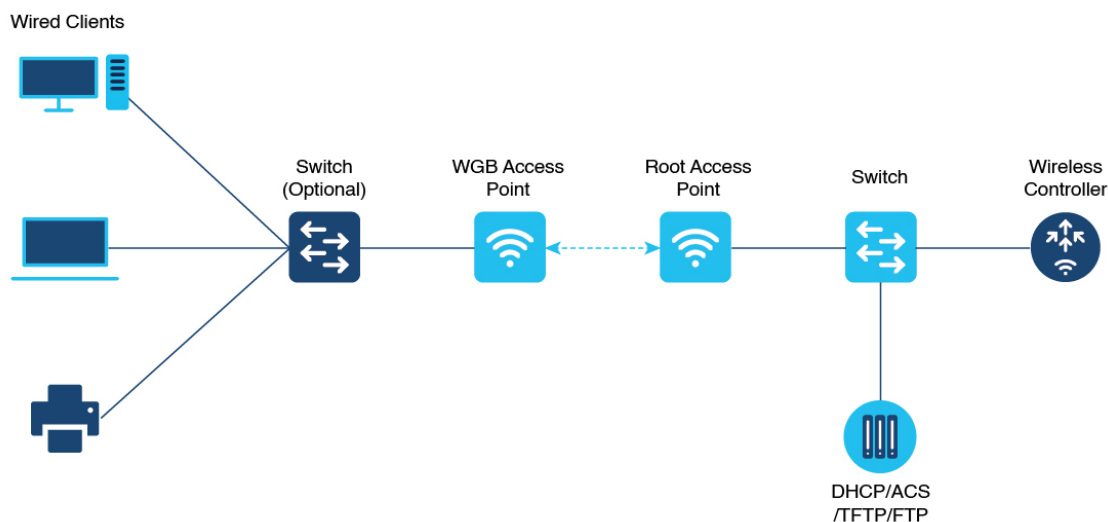 Wired Clients
Switch
(Optional)
WGB Access
Point
Root Access
Point
Switch
Wireless
Controller
DHCP/ACS
/TFTP/FTP